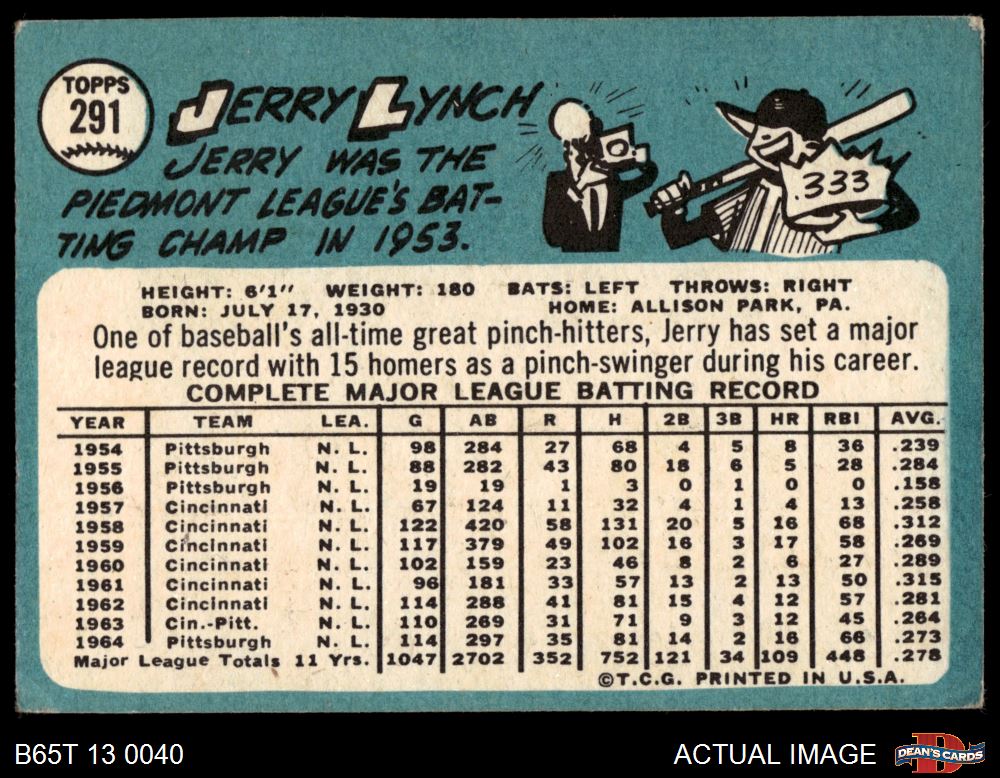 TOPPS
291
JERRY LYNCH
JERRY WAS THE
PIEDMONT LEAGUE'S BAT-
TING CHAMP IN 1953.
333
HEIGHT: 6'1" WEIGHT: 180 BATS: LEFT THROWS: RIGHT
BORN: JULY 17, 1930 HOME: ALLISON PARK, PA.
One of baseball's all-time great pinch-hitters, Jerry has set a major
league record with 15 homers as a pinch-swinger during his career.
COMPLETE MAJOR LEAGUE BATTING RECORD
YEAR TEAM LEA. G AB R H 2B 3B HR RBI AVG.
1954 Pittsburgh N. L. 98 284 27 68 4 5 8 36 .239
1955 Pittsburgh N. L. 88 282 43 80 18 6 5 28 .284
1956 Pittsburgh N. L. 19 19 1 3 0 1 0 0 .158
1957 Cincinnati N. L. 67 124 11 32 4 1 4 13 .258
1958 Cincinnati N. L. 122 420 58 131 20 5 16 68 .312
1959 Cincinnati N. L. 117 379 49 102 16 3 17 58 .269
1960 Cincinnati N. L. 102 159 23 46 8 2 6 27 .289
1961 Cincinnati N. L. 96 181 33 57 13 2 13 50 .315
1962 Cincinnati N. L. 114 288 41 81 15 4 12 57 .281
1963 Cin.-Pitt. N. L. 110 269 31 71 9 3 12 45 .264
1964 Pittsburgh N. L. 114 297 35 81 14 2 16 66 .273
Major League Totals 11 Yrs. 1047 2702 352 752 121 34 109 448 .278
©T.C.G. PRINTED IN U.S.A.
B65T 13 0040 ACTUAL IMAGE
DEAN'S CARDS